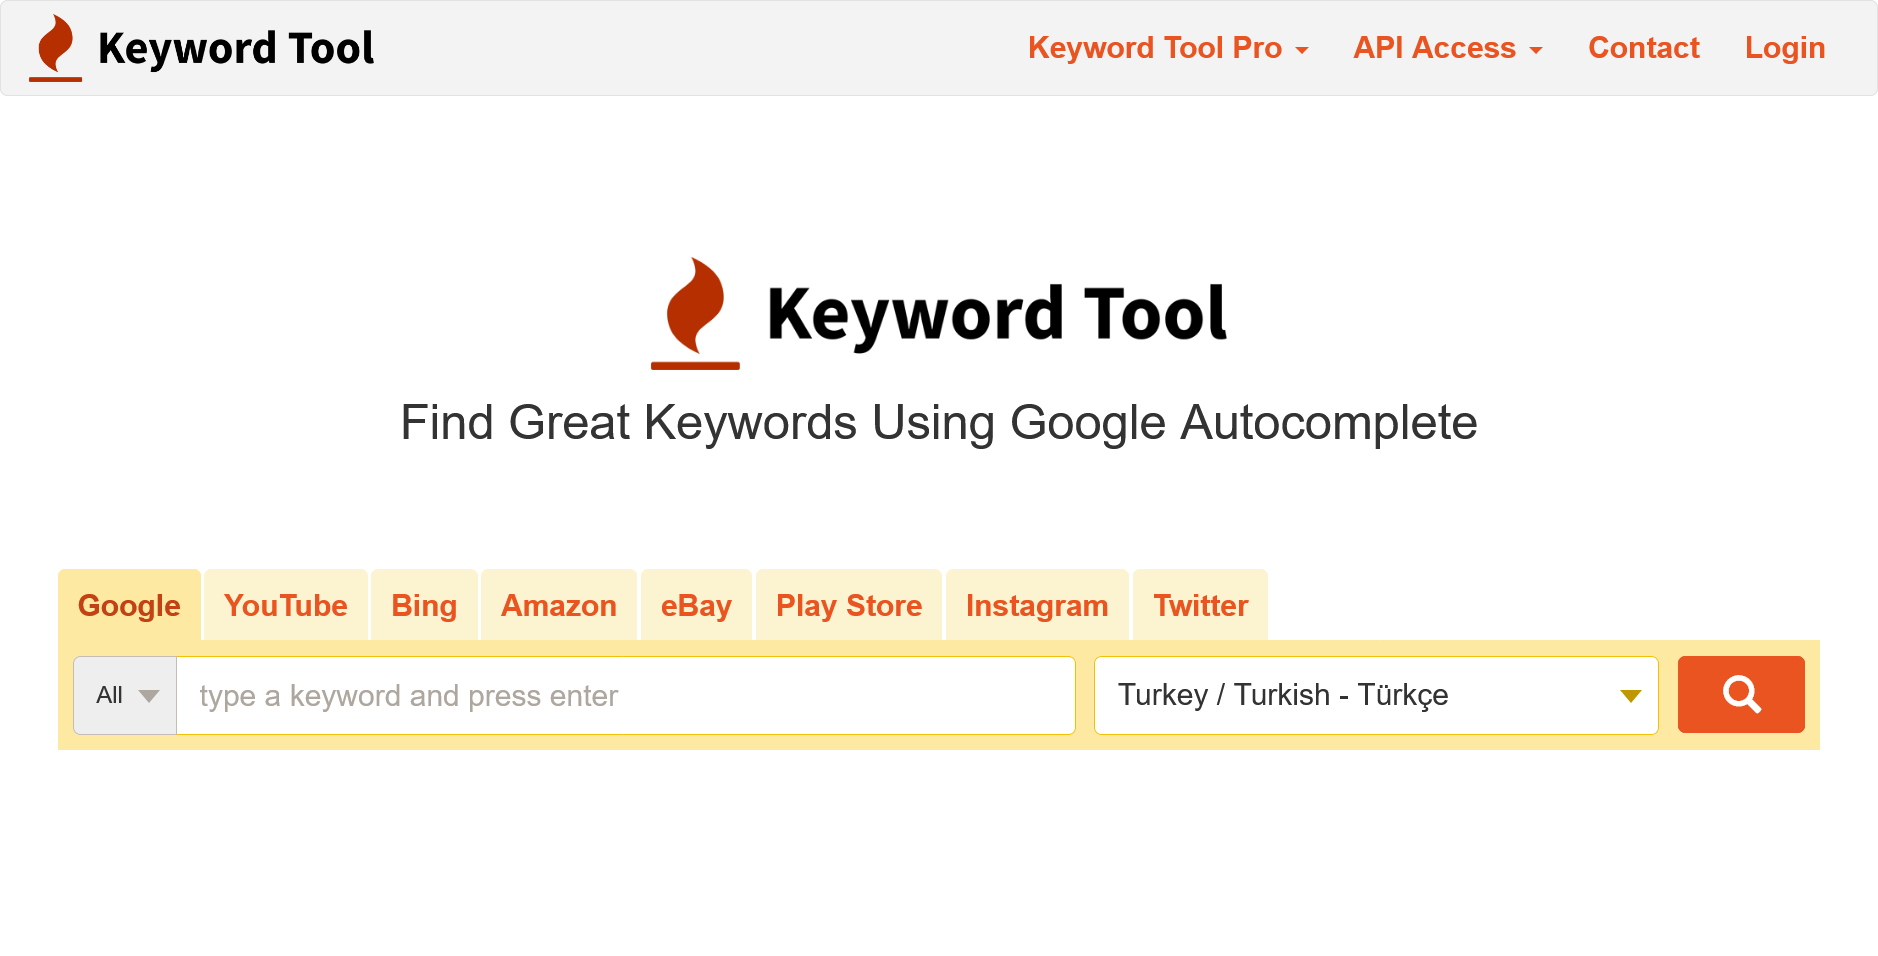 Keyword Tool
Keyword Tool Pro
API Access
Contact
Login
Keyword Tool
Find Great Keywords Using Google Autocomplete
Google
YouTube
Bing
Amazon
eBay
Play Store
Instagram
Twitter
All
type a keyword and press enter
Turkey / Turkish - Türkçe